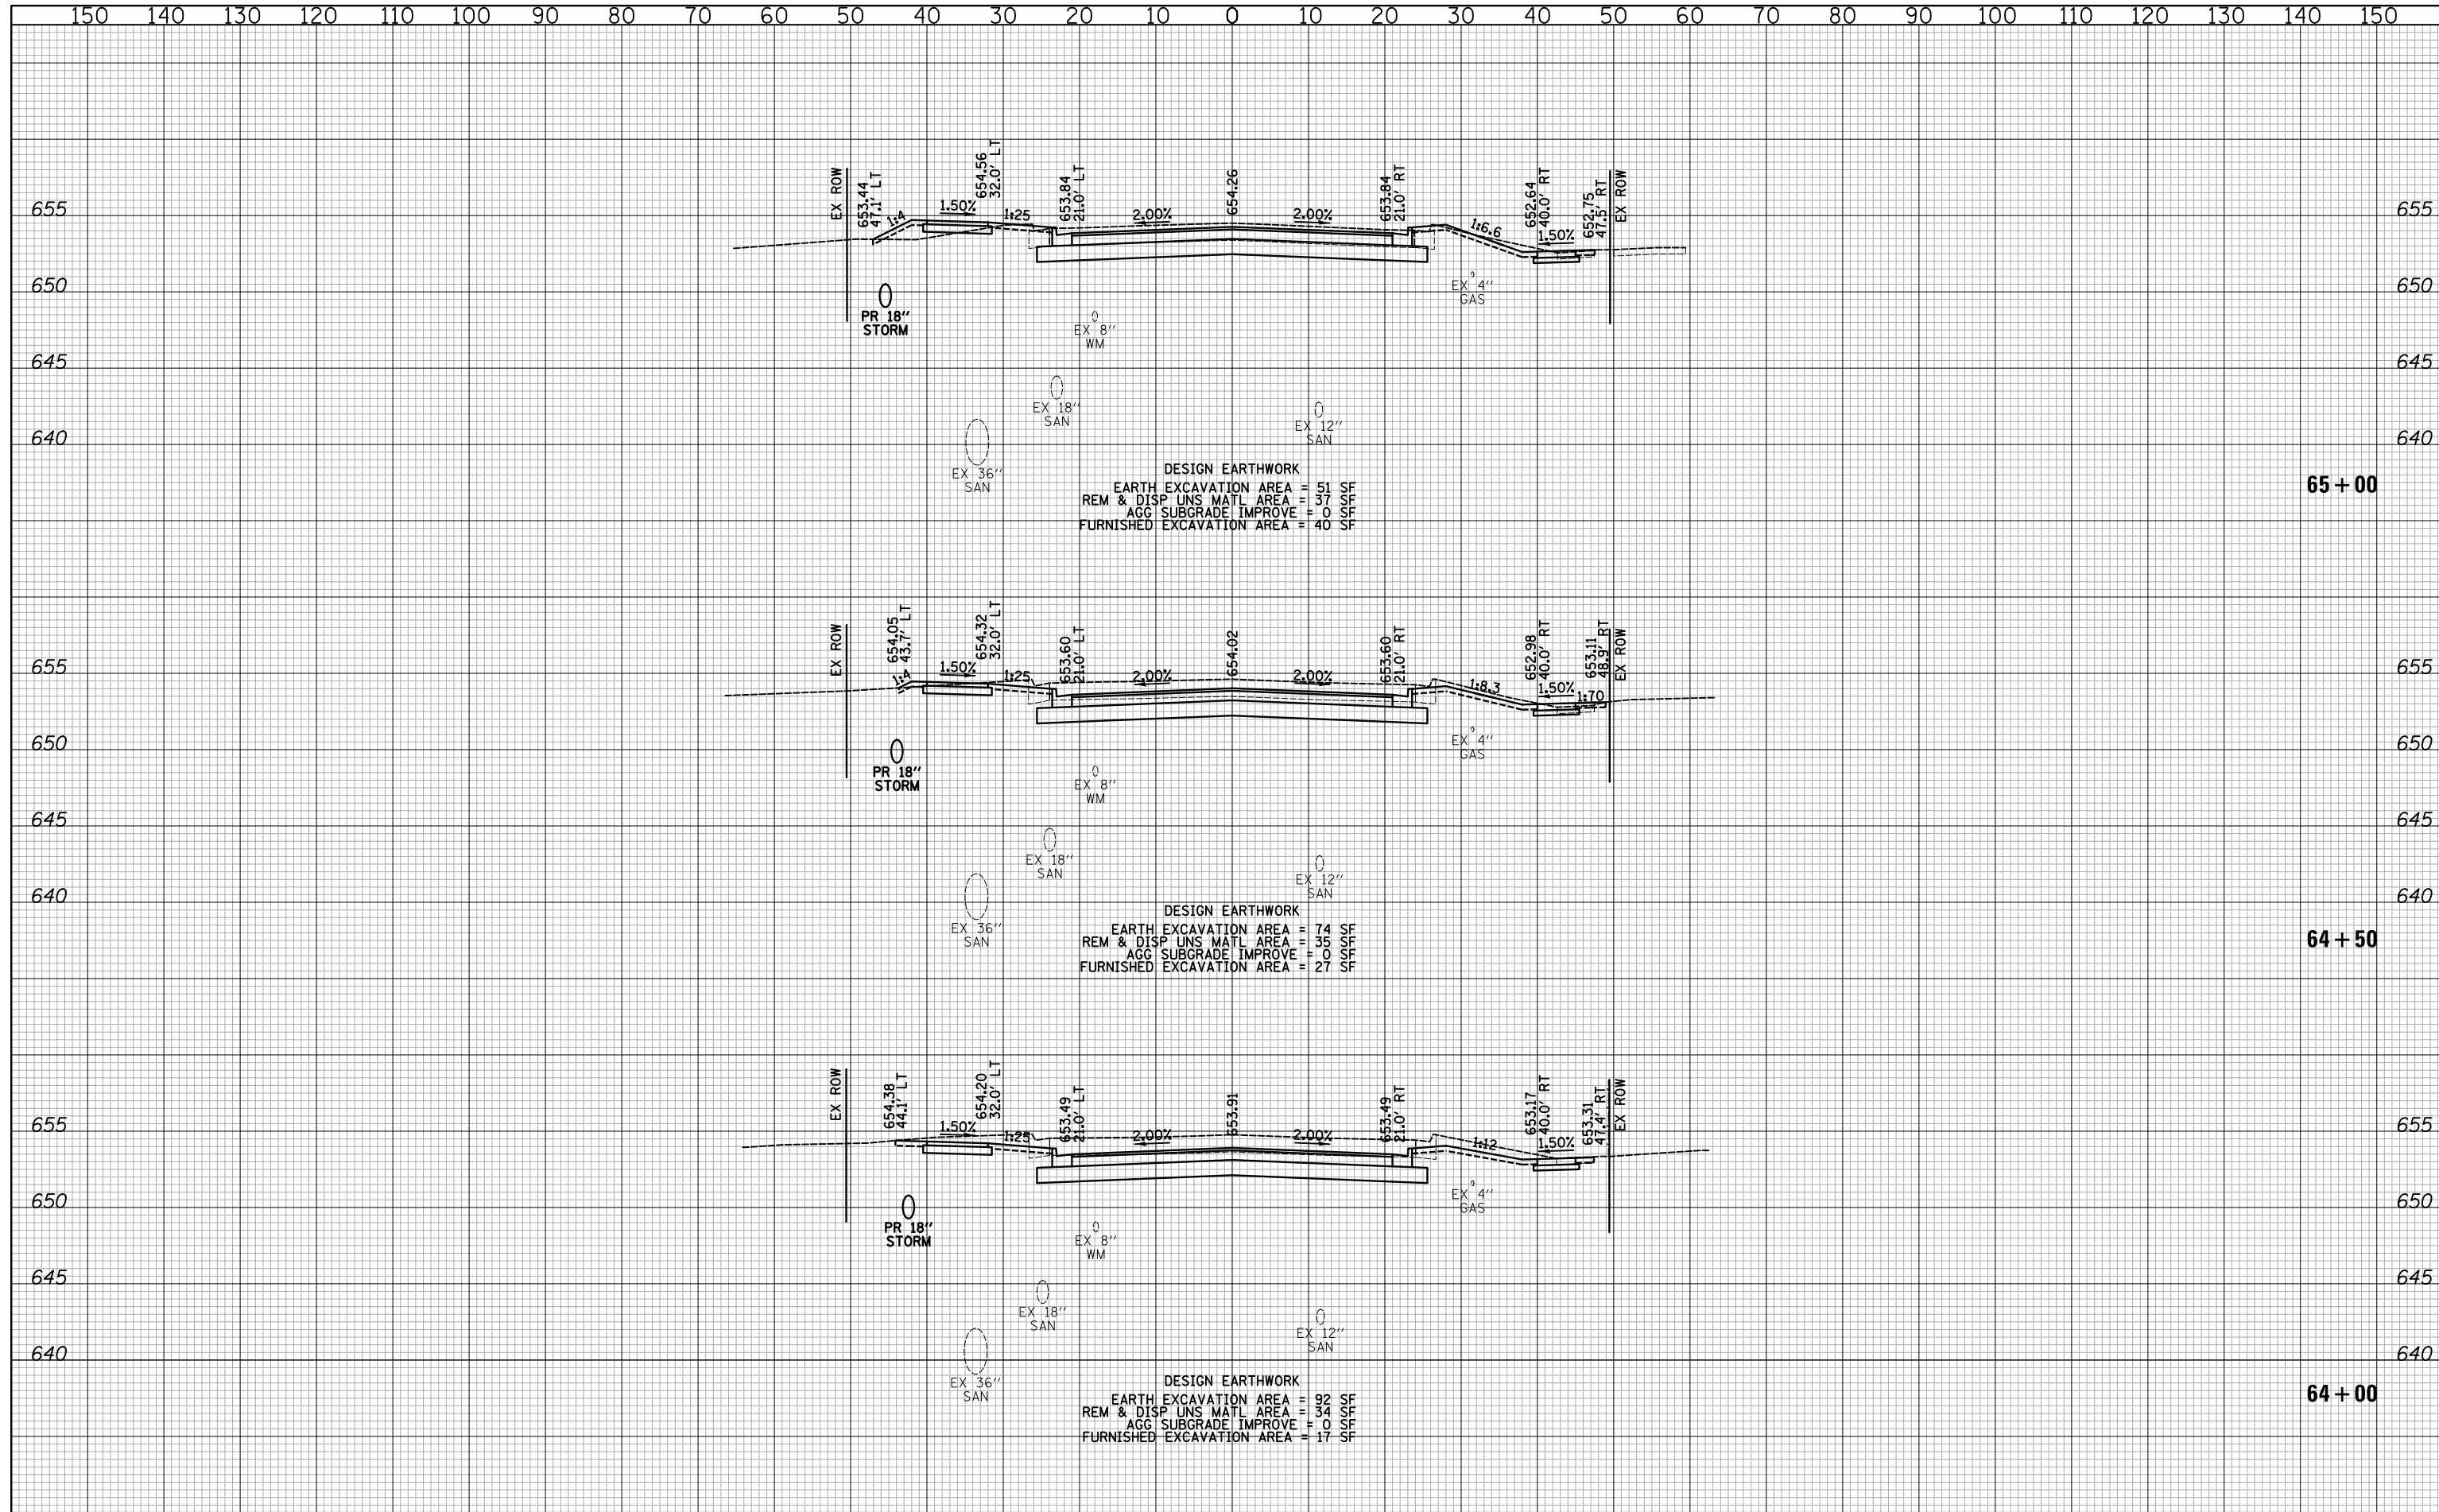 150 140 130 120 110 100 90 80 70 60 50 40 30 20 10 0 10 20 30 40 50 60 70 80 90 100 110 120 130 140 150
EX ROW
653.44
47.1' LT
654.56
32.0' LT
653.84
21.0' LT
654.26
653.84
21.0' RT
652.64
40.0' RT
652.75
47.5' RT
EX ROW
655 655
1:4 1.50% 1:25 2.00% 2.00% 1:6.6 1.50%
650 650
PR 18"
STORM
EX 8"
WM
EX 4"
GAS
645 645
EX 18"
SAN
EX 12"
SAN
640 640
EX 36"
SAN
DESIGN EARTHWORK
EARTH EXCAVATION AREA = 51 SF
REM & DISP UNS MATL AREA = 37 SF
AGG SUBGRADE IMPROVE = 0 SF
FURNISHED EXCAVATION AREA = 40 SF
65+00
EX ROW
654.05
43.7' LT
654.32
32.0' LT
653.60
21.0' LT
654.02
653.60
21.0' RT
652.98
40.0' RT
653.11
48.9' RT
EX ROW
655 655
1:4 1.50% 1:25 2.00% 2.00% 1:8.3 1.50% 1:70
650 650
PR 18"
STORM
EX 8"
WM
EX 4"
GAS
645 645
EX 18"
SAN
EX 12"
SAN
640 640
EX 36"
SAN
DESIGN EARTHWORK
EARTH EXCAVATION AREA = 74 SF
REM & DISP UNS MATL AREA = 35 SF
AGG SUBGRADE IMPROVE = 0 SF
FURNISHED EXCAVATION AREA = 27 SF
64+50
EX ROW
654.38
44.1' LT
654.20
32.0' LT
653.49
21.0' LT
653.91
653.49
21.0' RT
653.17
40.0' RT
653.31
47.4' RT
EX ROW
655 655
1.50% 1:25 2.00% 2.00% 1:12 1.50%
650 650
PR 18"
STORM
EX 8"
WM
EX 4"
GAS
645 645
EX 18"
SAN
EX 12"
SAN
640 640
EX 36"
SAN
DESIGN EARTHWORK
EARTH EXCAVATION AREA = 92 SF
REM & DISP UNS MATL AREA = 34 SF
AGG SUBGRADE IMPROVE = 0 SF
FURNISHED EXCAVATION AREA = 17 SF
64+00